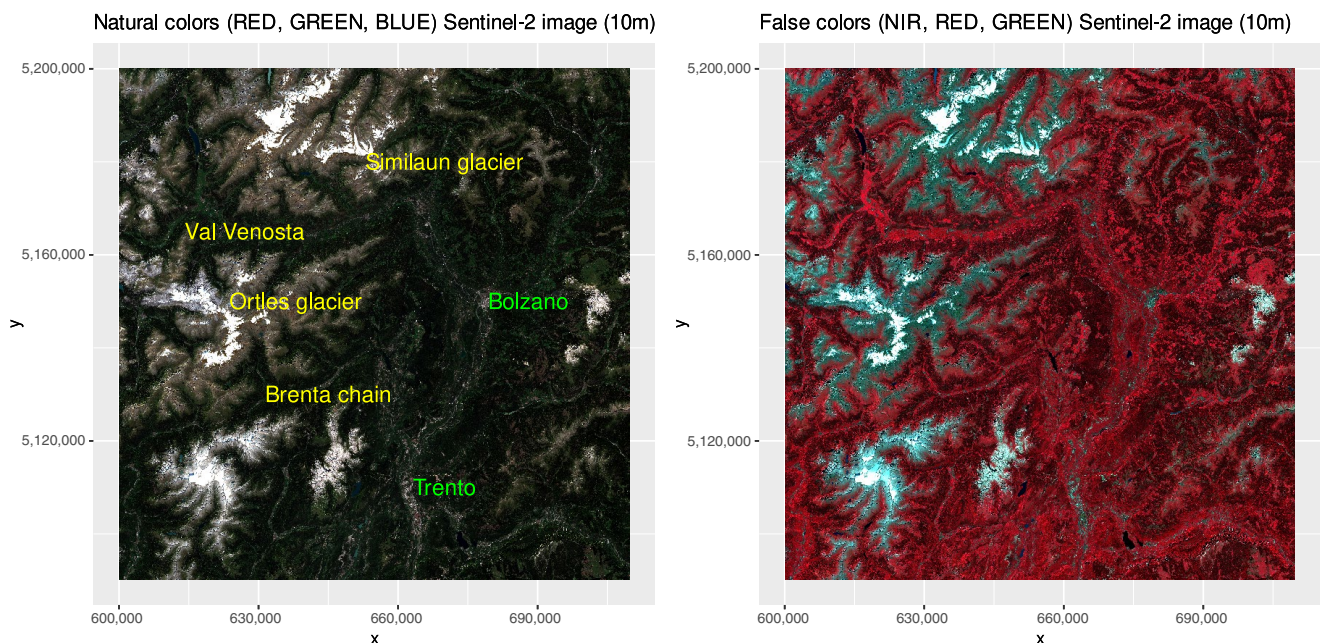 Natural colors (RED, GREEN, BLUE) Sentinel-2 image (10m)
False colors (NIR, RED, GREEN) Sentinel-2 image (10m)
5,200,000
5,160,000
5,120,000
y
Similaun glacier
Val Venosta
Ortles glacier
Bolzano
Brenta chain
Trento
600,000
630,000
660,000
690,000
x
5,200,000
5,160,000
5,120,000
y
600,000
630,000
660,000
690,000
x